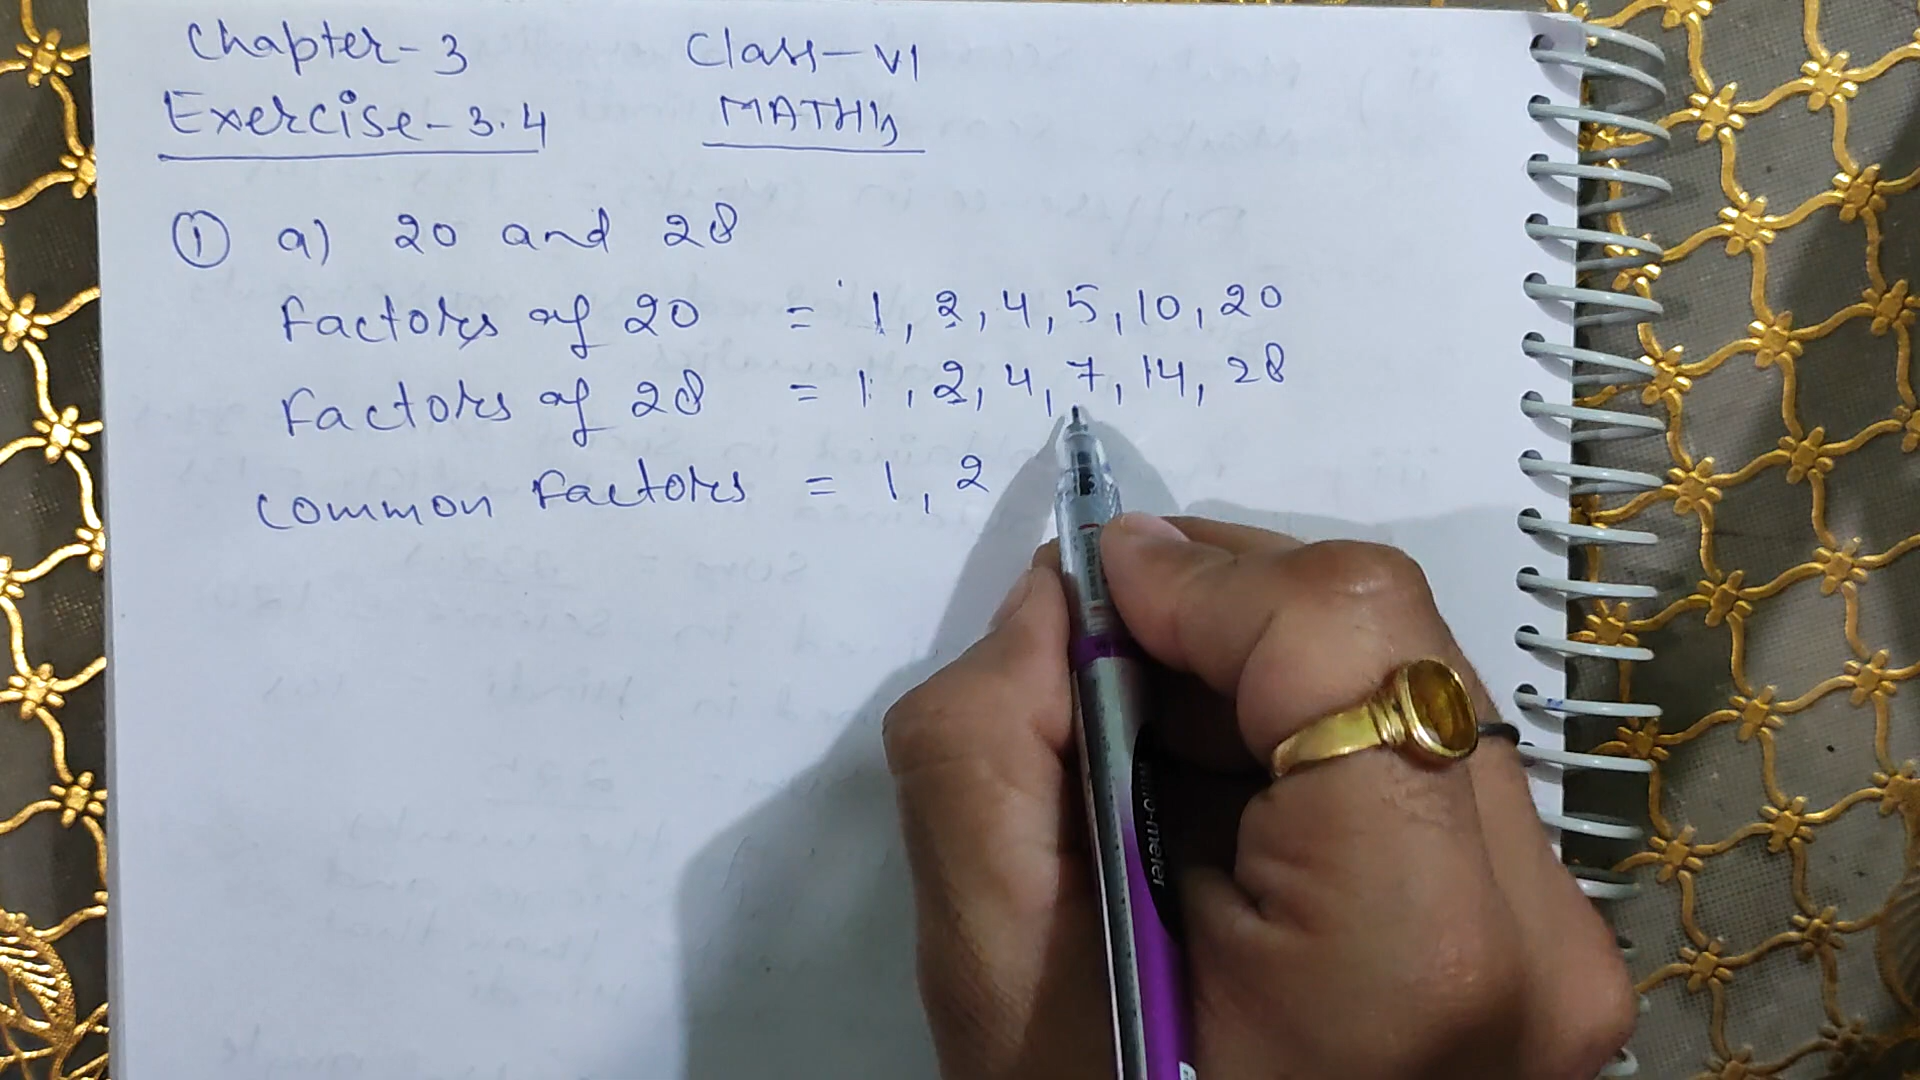 Chapter-3 Class-VI
Exercise-3.4 MATHs
① a) 20 and 28
Factors of 20 = 1, 2, 4, 5, 10, 20
Factors of 28 = 1, 2, 4, 7, 14, 28
Common Factors = 1, 2